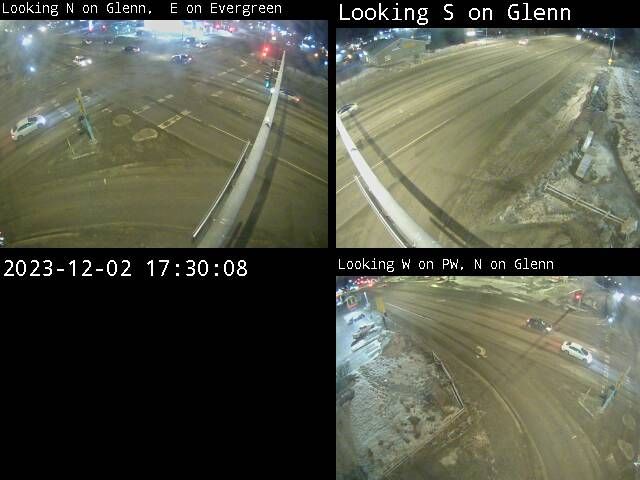 Looking N on Glenn,  E on Evergreen
Looking S on Glenn
2023-12-02 17:30:08
Looking W on PW, N on Glenn